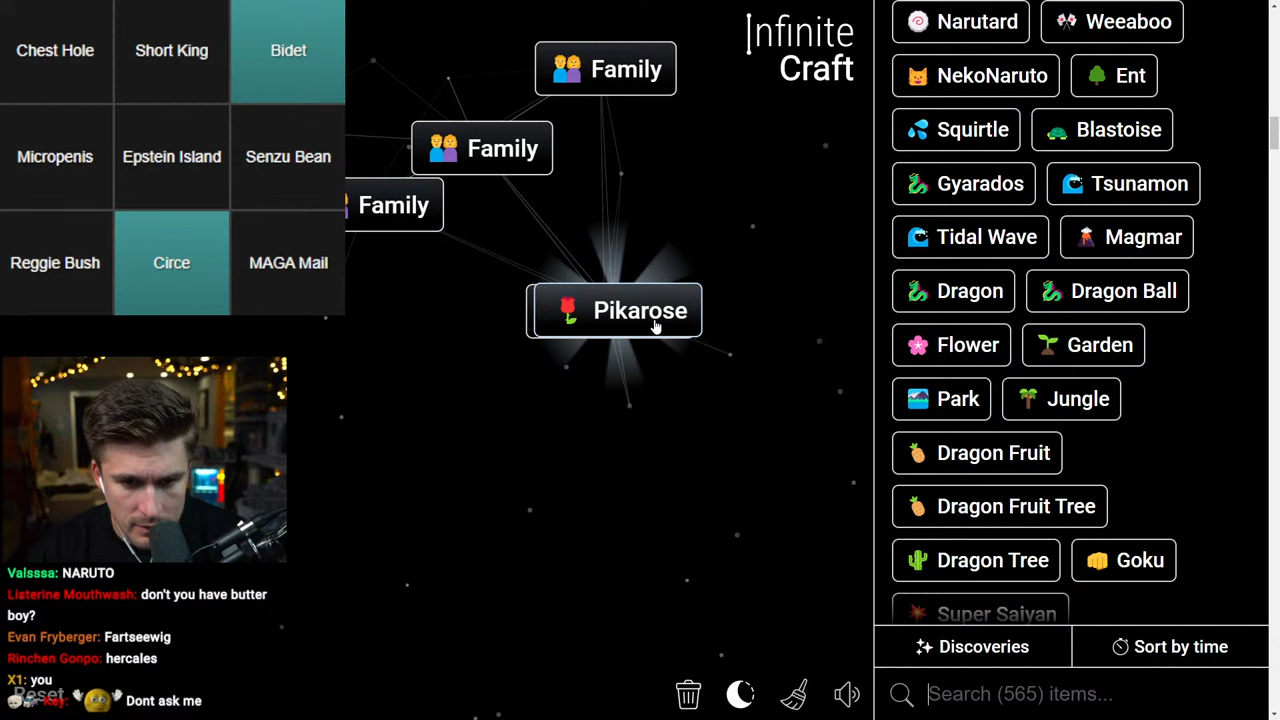 Chest Hole
Short King
Bidet
Micropenis
Epstein Island
Senzu Bean
Reggie Bush
Circe
MAGA Mail
Infinite
Craft
Family
Family
Family
Pikarose
Narutard
Weeaboo
NekoNaruto
Ent
Squirtle
Blastoise
Gyarados
Tsunamon
Tidal Wave
Magmar
Dragon
Dragon Ball
Flower
Garden
Park
Jungle
Dragon Fruit
Dragon Fruit Tree
Dragon Tree
Goku
Super Saiyan
Discoveries
Sort by time
Search (565) items...
Valsssa: NARUTO
Listerine Mouthwash: don't you have butter
boy?
Evan Fryberger: Fartseewig
Rinchen Gonpo: hercales
X1: you
Reset
Key: Dont ask me